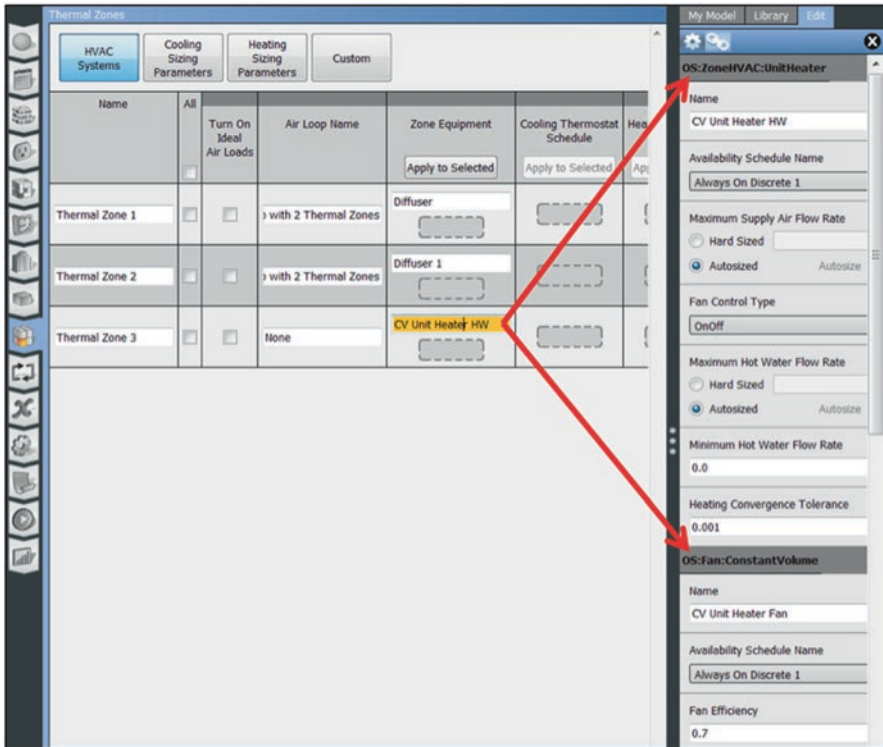 Thermal Zones
My Model Library Edit
HVAC
Systems
Cooling
Sizing
Parameters
Heating
Sizing
Parameters
Custom
Name
All
Turn On
Ideal
Air Loads
Air Loop Name
Zone Equipment
Apply to Selected
Cooling Thermostat
Schedule
Apply to Selected
Hea
Ap
Thermal Zone 1
with 2 Thermal Zones
Diffuser
Thermal Zone 2
with 2 Thermal Zones
Diffuser 1
Thermal Zone 3
None
CV Unit Heater HW
OS:ZoneHVAC:UnitHeater
Name
CV Unit Heater HW
Availability Schedule Name
Always On Discrete 1
Maximum Supply Air Flow Rate
Hard Sized
Autosized Autosize
Fan Control Type
OnOff
Maximum Hot Water Flow Rate
Hard Sized
Autosized Autosize
Minimum Hot Water Flow Rate
0.0
Heating Convergence Tolerance
0.001
OS:Fan:ConstantVolume
Name
CV Unit Heater Fan
Availability Schedule Name
Always On Discrete 1
Fan Efficiency
0.7